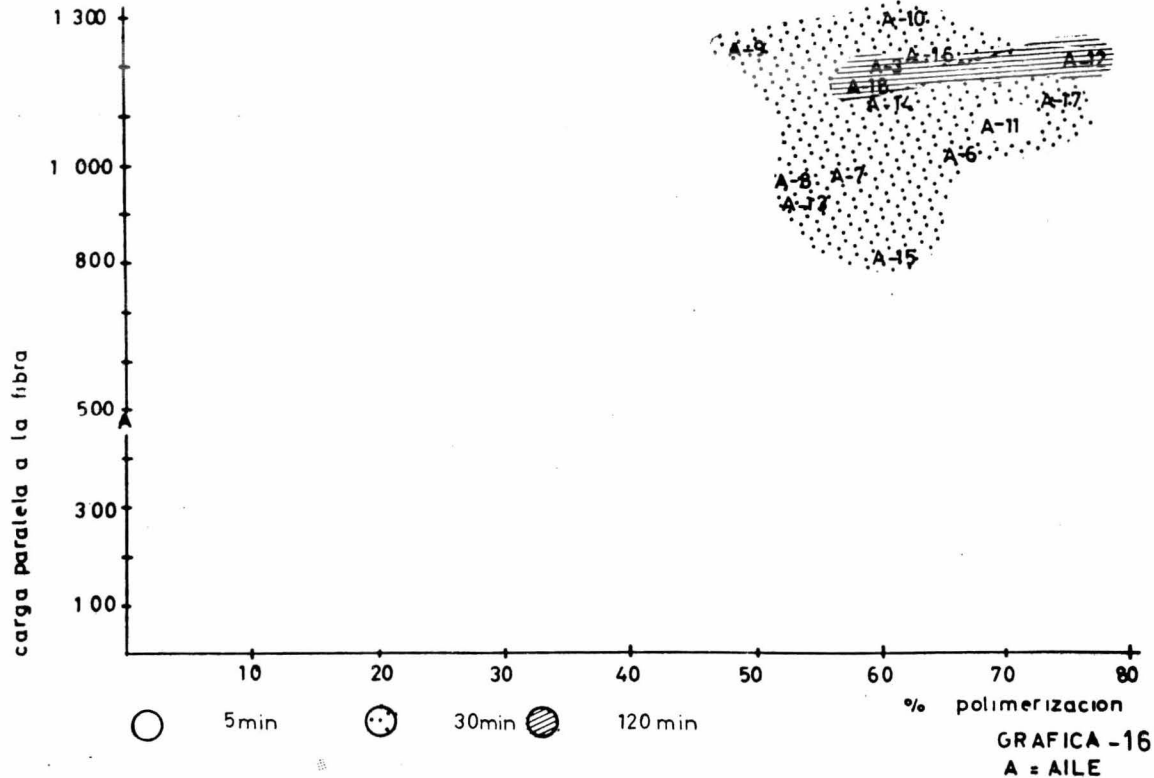 1 300
A-10
A-9
A-16
A-3
A-12
A-18
A-14
A-17
A-11
1 000
A-6
A-8
A-7
A-13
800
A-15
carga paralela a la fibra
500
A
300
100
10
20
30
40
50
60
70
80
% polimerización
5min
30min
120 min
GRAFICA -16
A = AILE